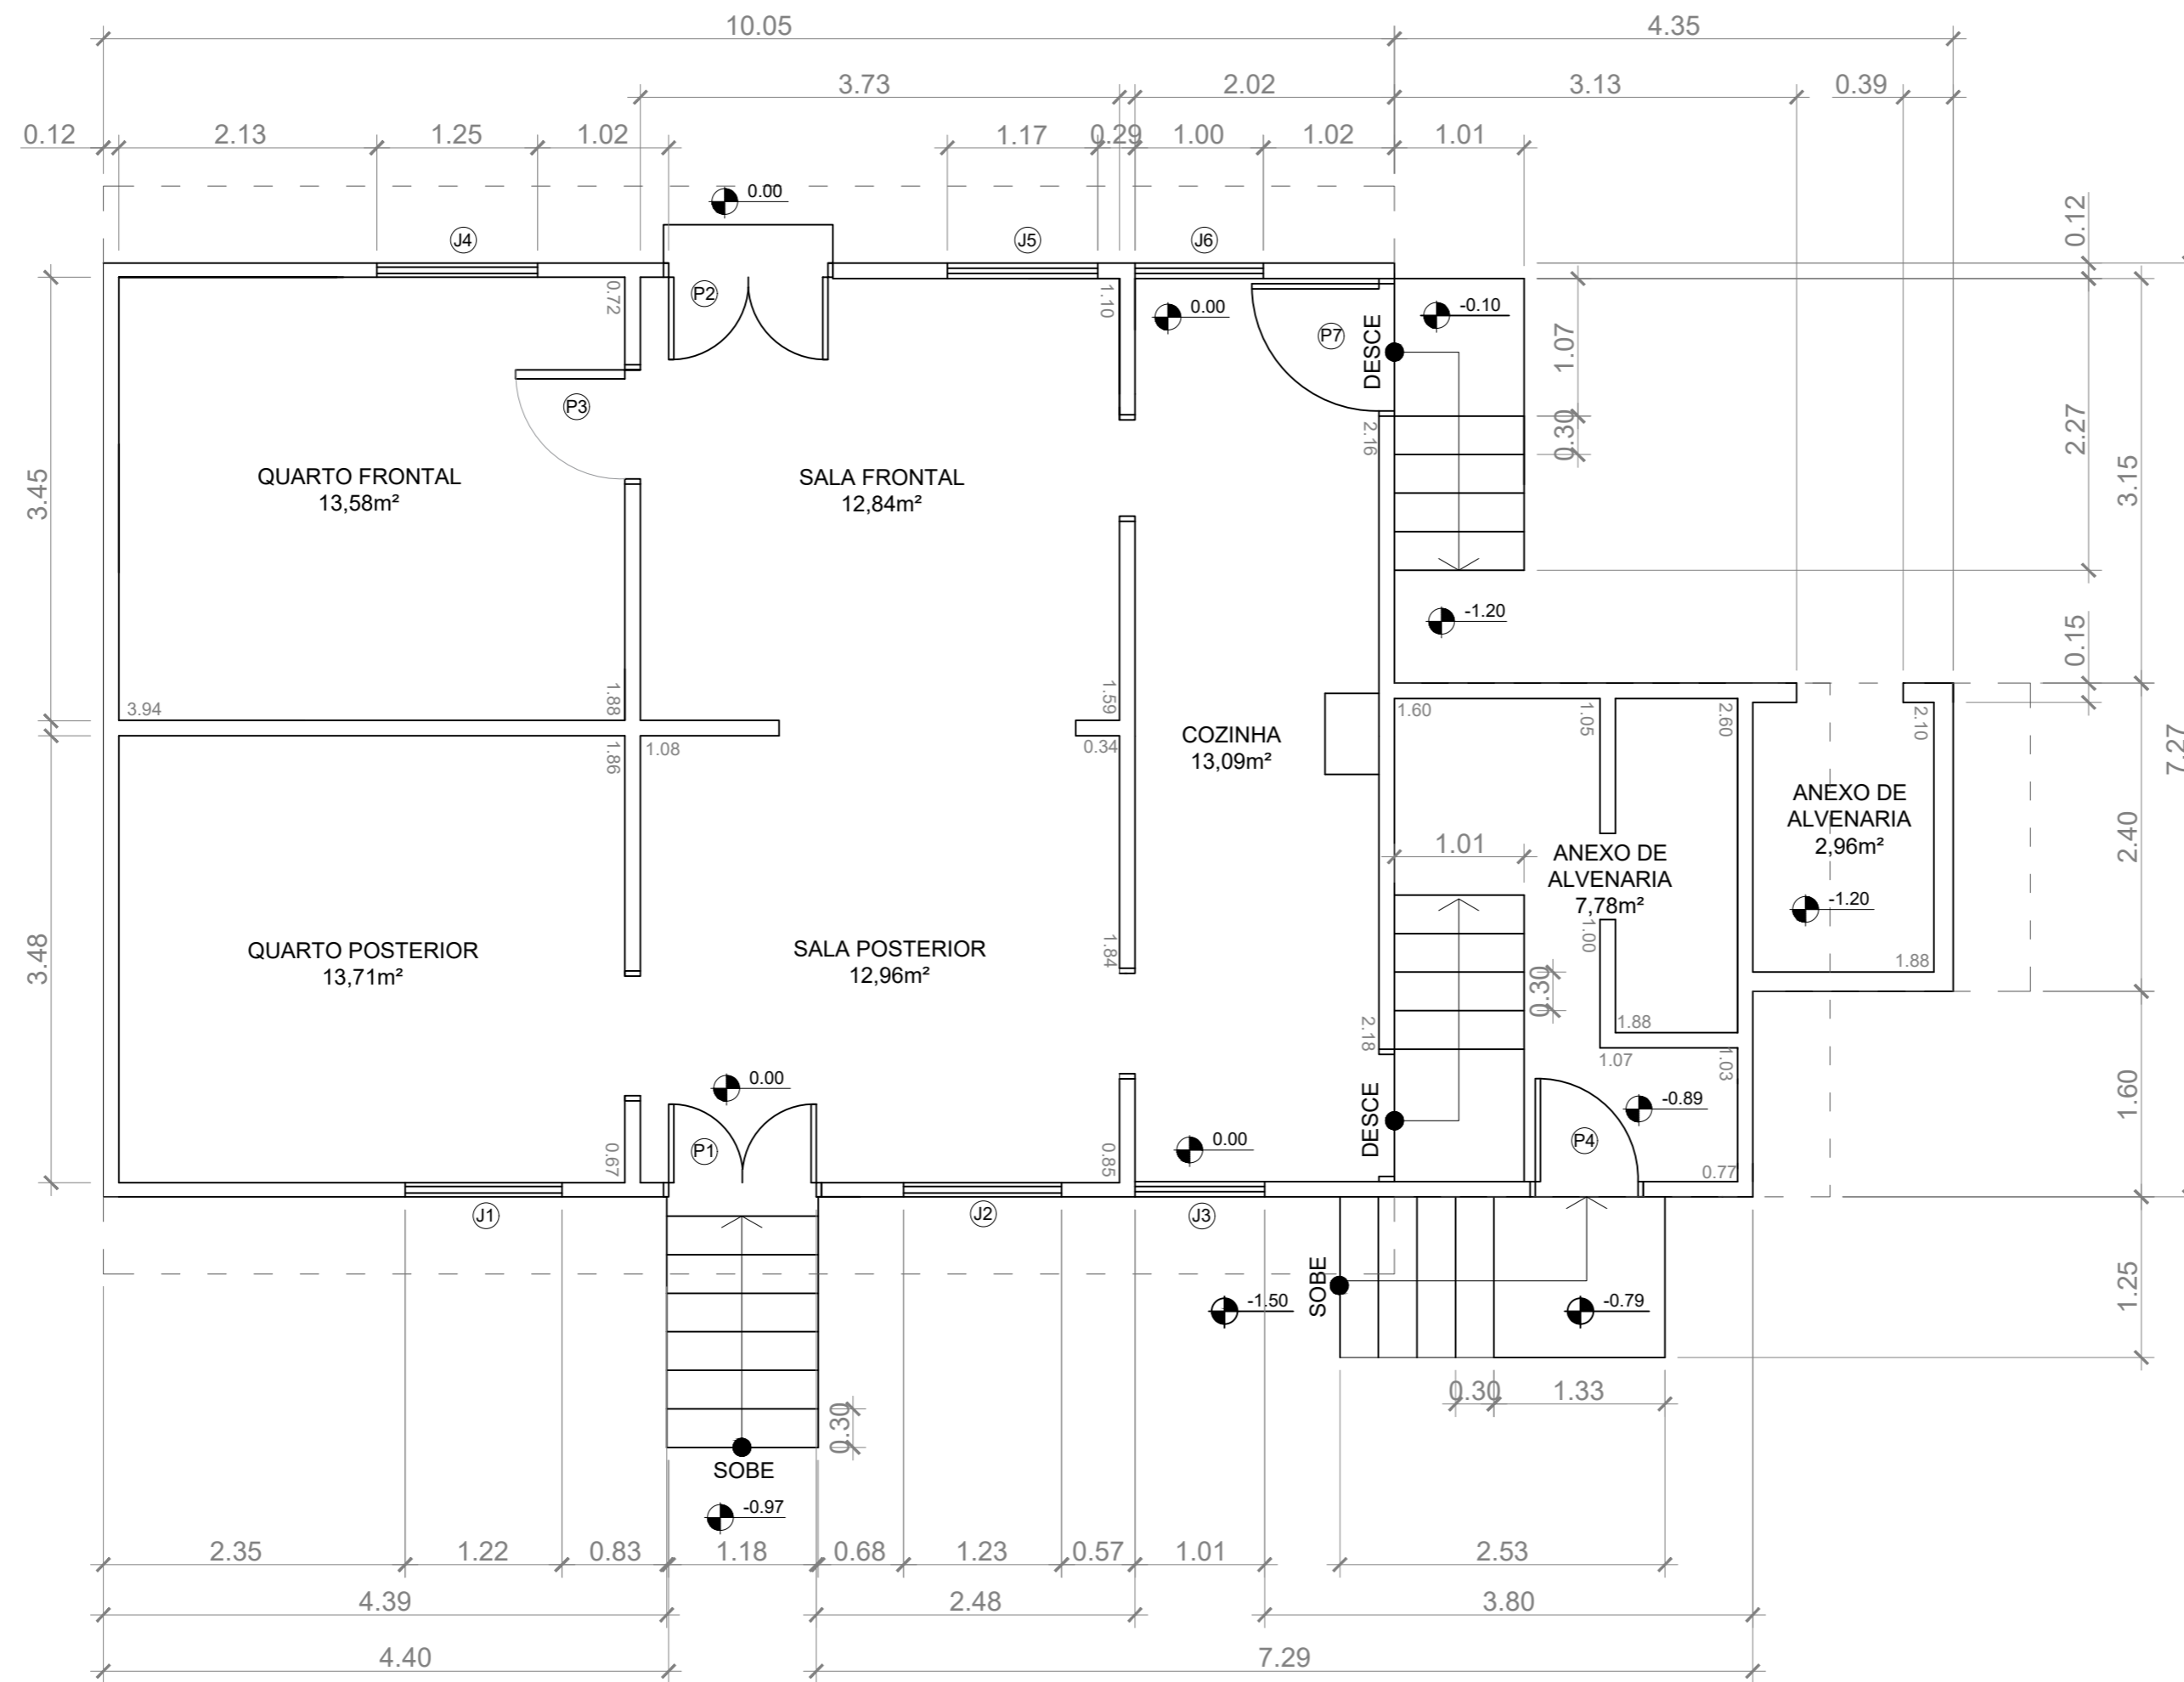 10.05
4.35
3.73
2.02
3.13
0.39
0.12
2.13
1.25
1.02
1.17
0.29
1.00
1.02
1.01
0.00
0.12
J4
J5
J6
P2
0.72
1.10
0.00
-0.10
P7
DESCE
1.07
P3
2.16
0.30
2.27
3.15
3.45
QUARTO FRONTAL
13,58m²
SALA FRONTAL
12,84m²
-1.20
0.15
3.94
1.88
1.59
1.60
1.05
2.60
2.10
1.86
1.08
0.34
COZINHA
13,09m²
7.27
ANEXO DE
ALVENARIA
2,96m²
2.40
1.01
ANEXO DE
ALVENARIA
7,78m²
-1.20
3.48
QUARTO POSTERIOR
13,71m²
SALA POSTERIOR
12,96m²
1.84
1.00
1.88
0.30
2.18
1.88
1.07
1.03
0.00
-0.89
1.60
DESCE
P1
0.67
0.85
0.00
P4
0.77
J1
J2
J3
SOBE
-1.50
-0.79
1.25
0.30
1.33
0.30
SOBE
-0.97
2.35
1.22
0.83
1.18
0.68
1.23
0.57
1.01
2.53
4.39
2.48
3.80
4.40
7.29